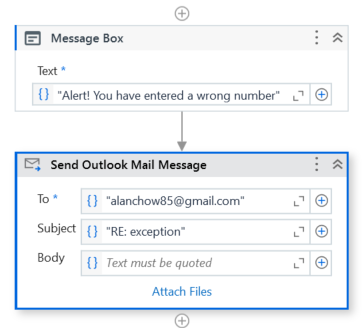 Message Box
Text *
{} "Alert! You have entered a wrong number"
Send Outlook Mail Message
To * {} "alanchow85@gmail.com"
Subject {} "RE: exception"
Body {} Text must be quoted
Attach Files